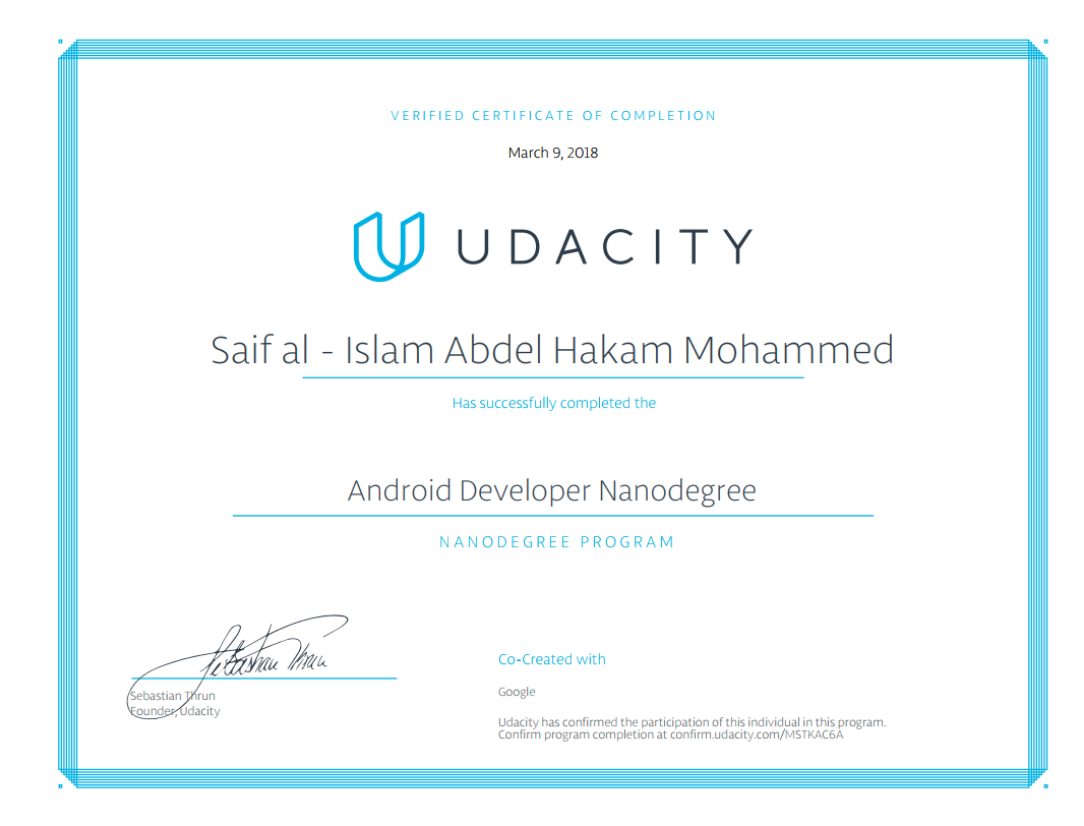 VERIFIED CERTIFICATE OF COMPLETION
March 9, 2018
UDACITY
Saif al - Islam Abdel Hakam Mohammed
Has successfully completed the
Android Developer Nanodegree
NANODEGREE PROGRAM
Sebastian Thrun
Sebastian Thrun
Founder, Udacity
Co-Created with
Google
Udacity has confirmed the participation of this individual in this program.
Confirm program completion at confirm.udacity.com/MSTKAC6A